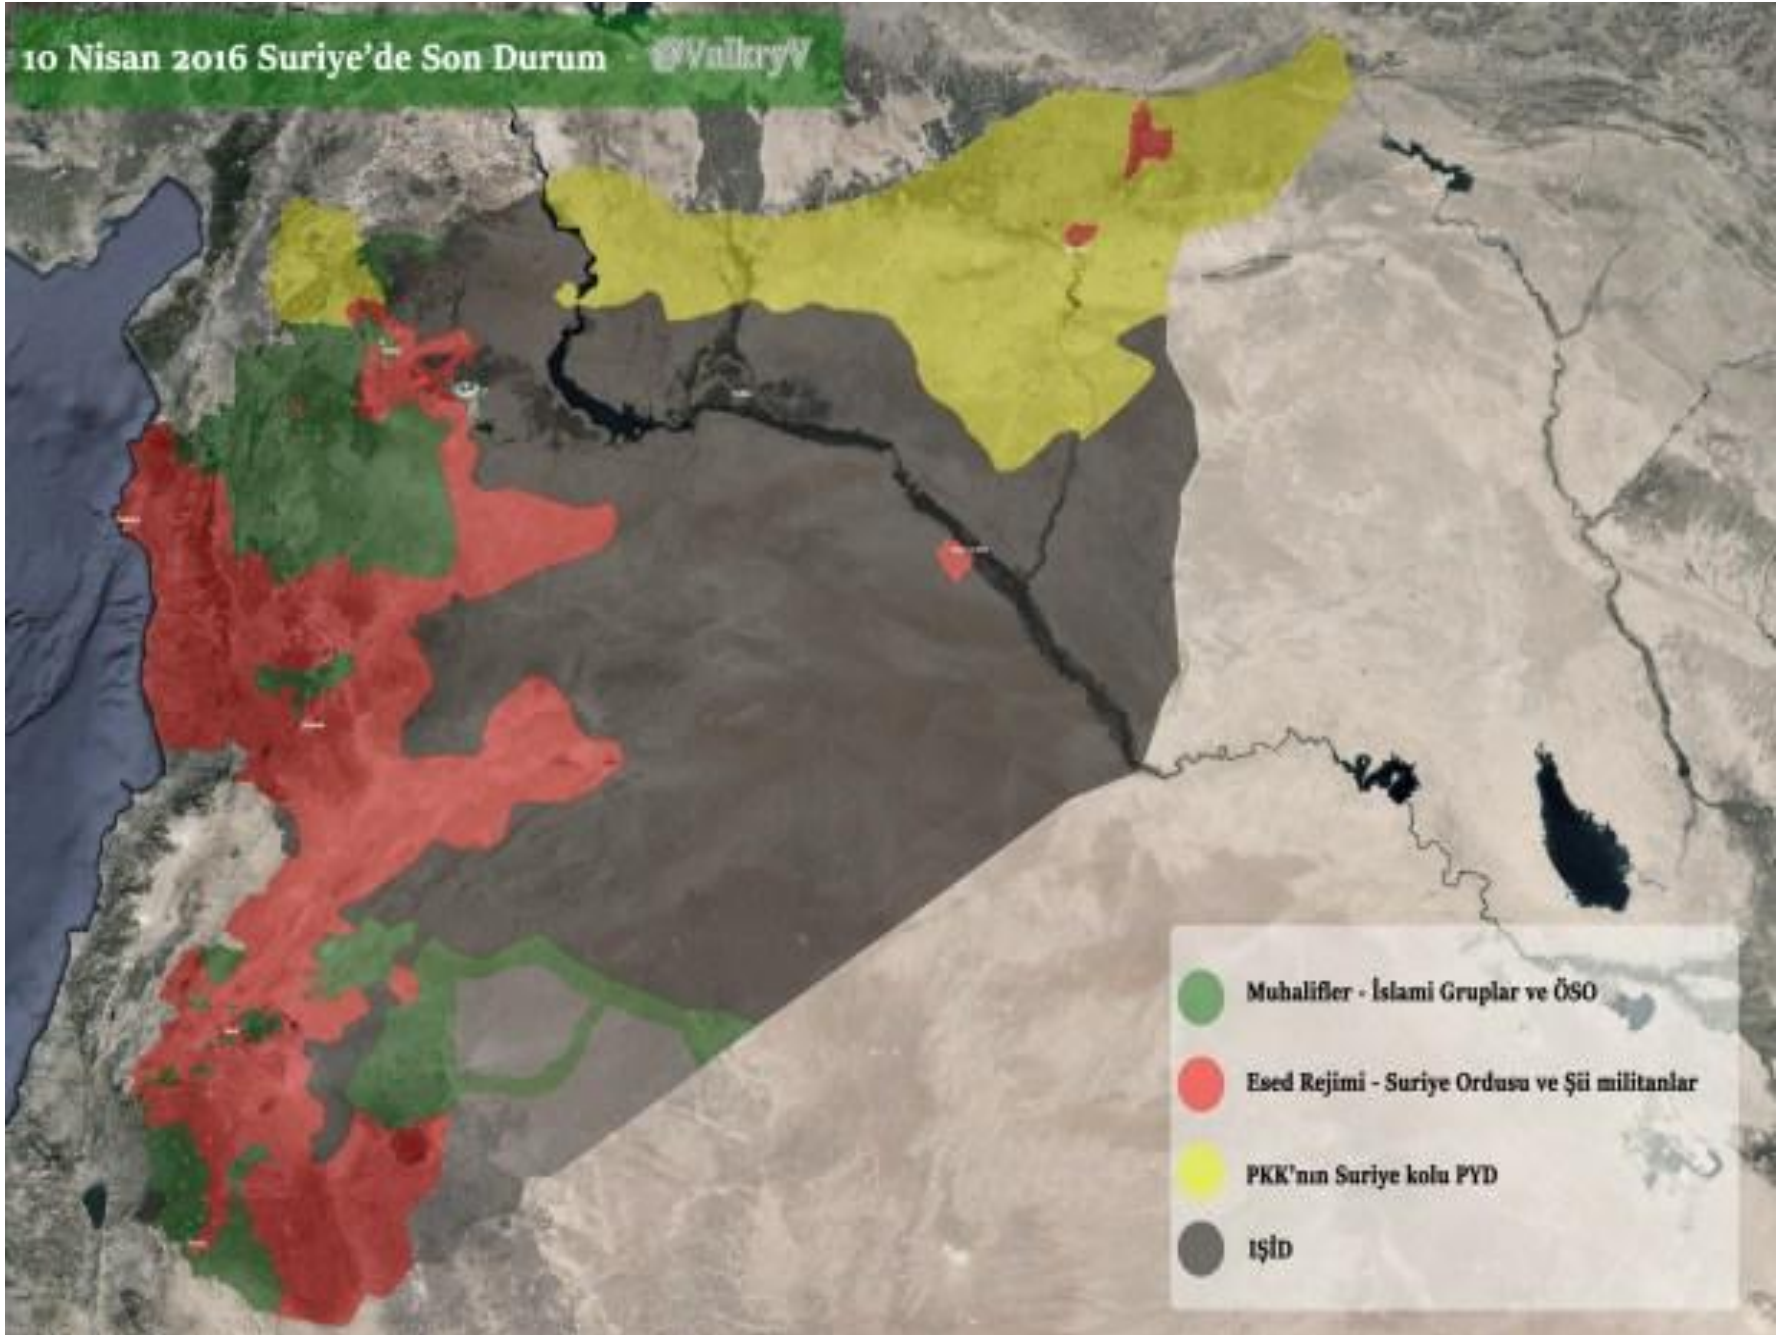 10 Nisan 2016 Suriye'de Son Durum - @ValkryV
Muhalifler - İslami Gruplar ve ÖSO
Esed Rejimi - Suriye Ordusu ve Şii militanlar
PKK'nın Suriye kolu PYD
IŞİD